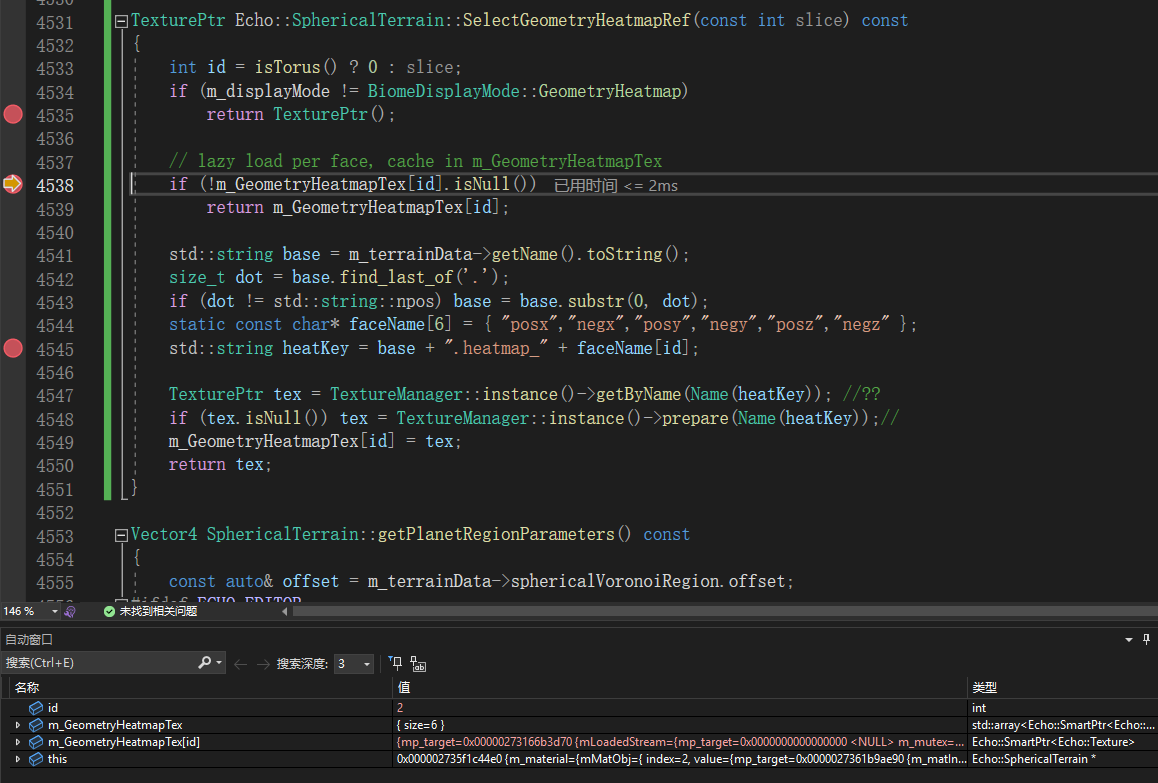 4530
4531 TexturePtr Echo::SphericalTerrain::SelectGeometryHeatmapRef(const int slice) const
4532 {
4533 int id = isTorus() ? 0 : slice;
4534 if (m_displayMode != BiomeDisplayMode::GeometryHeatmap)
4535 return TexturePtr();
4536
4537 // lazy load per face, cache in m_GeometryHeatmapTex
4538 if (!m_GeometryHeatmapTex[id].isNull()) 已用时间 <= 2ms
4539 return m_GeometryHeatmapTex[id];
4540
4541 std::string base = m_terrainData->getName().toString();
4542 size_t dot = base.find_last_of('.');
4543 if (dot != std::string::npos) base = base.substr(0, dot);
4544 static const char* faceName[6] = { "posx","negx","posy","negy","posz","negz" };
4545 std::string heatKey = base + ".heatmap_" + faceName[id];
4546
4547 TexturePtr tex = TextureManager::instance()->getByName(Name(heatKey)); //??
4548 if (tex.isNull()) tex = TextureManager::instance()->prepare(Name(heatKey));//
4549 m_GeometryHeatmapTex[id] = tex;
4550 return tex;
4551 }
4552
4553 Vector4 SphericalTerrain::getPlanetRegionParameters() const
4554 {
4555 const auto& offset = m_terrainData->sphericalVoronoiRegion.offset;
4556 #ifdef ECHO_EDITOR
146 % 未找到相关问题
自动窗口
搜索(Ctrl+E) 搜索深度: 3
名称 值 类型
id 2 int
m_GeometryHeatmapTex { size=6 } std::array<Echo::SmartPtr<Echo::...
m_GeometryHeatmapTex[id] {mp_target=0x00000273166b3d70 {mLoadedStream={mp_target=0x0000000000000000 <NULL> m_mutex=... Echo::SmartPtr<Echo::Texture>
this 0x000002735f1c44e0 {m_material={mMatObj={ index=2, value={mp_target=0x0000027361b9ae90 {m_matIn... Echo::SphericalTerrain *